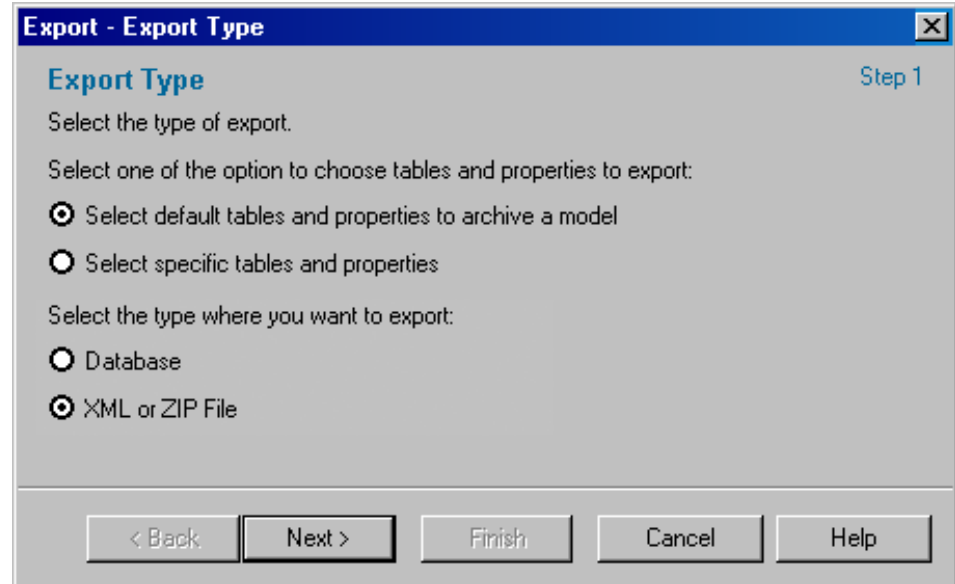 Export - Export Type
Export Type
Step 1
Select the type of export.
Select one of the option to choose tables and properties to export:
Select default tables and properties to archive a model
Select specific tables and properties
Select the type where you want to export:
Database
XML or ZIP File
< Back
Next >
Finish
Cancel
Help